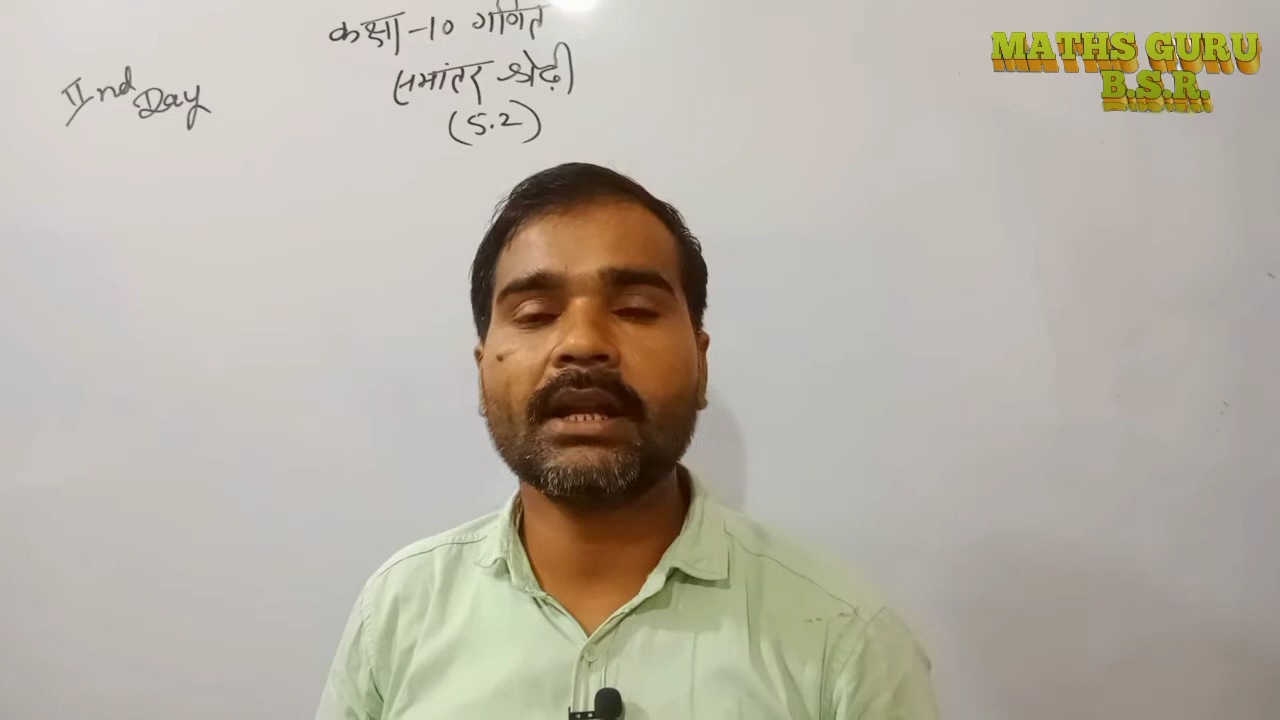 कक्षा-10 गणित
समांतर श्रेढ़ी
(5.2)
IInd Day
MATHS GURU
B.S.R.